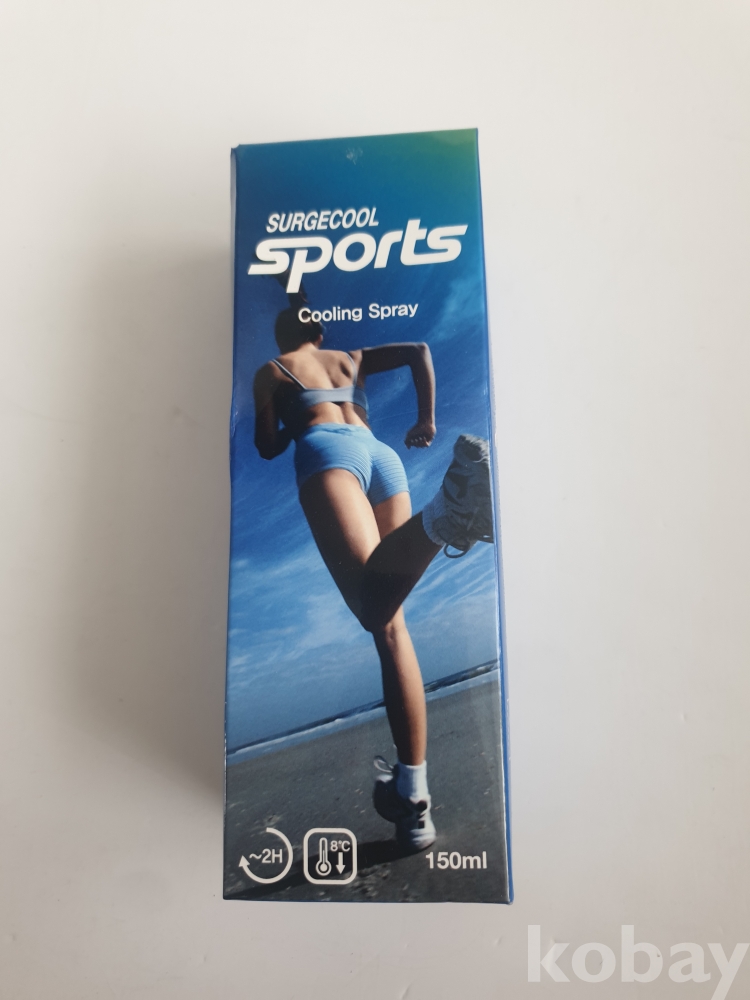 SURGECOOL
sports
Cooling Spray
~2H
8℃
150ml
kobay